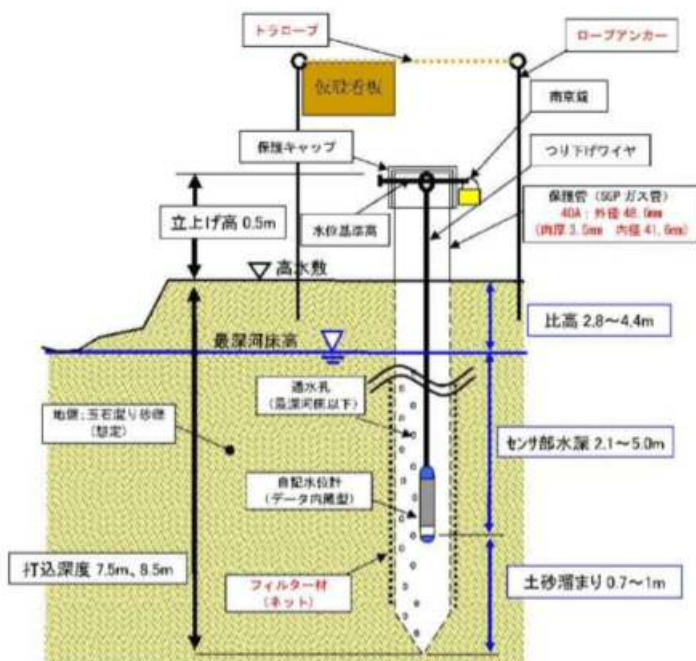 トラロープ
ロープアンカー
仮設看板
南京錠
保護キャップ
つり下げワイヤ
保護管（SGPガス管）
40A：外径48.6mm
（肉厚3.5mm 内径41.6mm）
立上げ高 0.5m
水位基準高
高水敷
比高 2.8～4.4m
最深河床高
通水孔
（最深河床以下）
地盤：玉石混り砂礫
（想定）
センサ部水深 2.1～5.0m
自記水位計
（データ内蔵型）
打込深度 7.5m、8.5m
フィルター材
（ネット）
土砂溜まり 0.7～1m